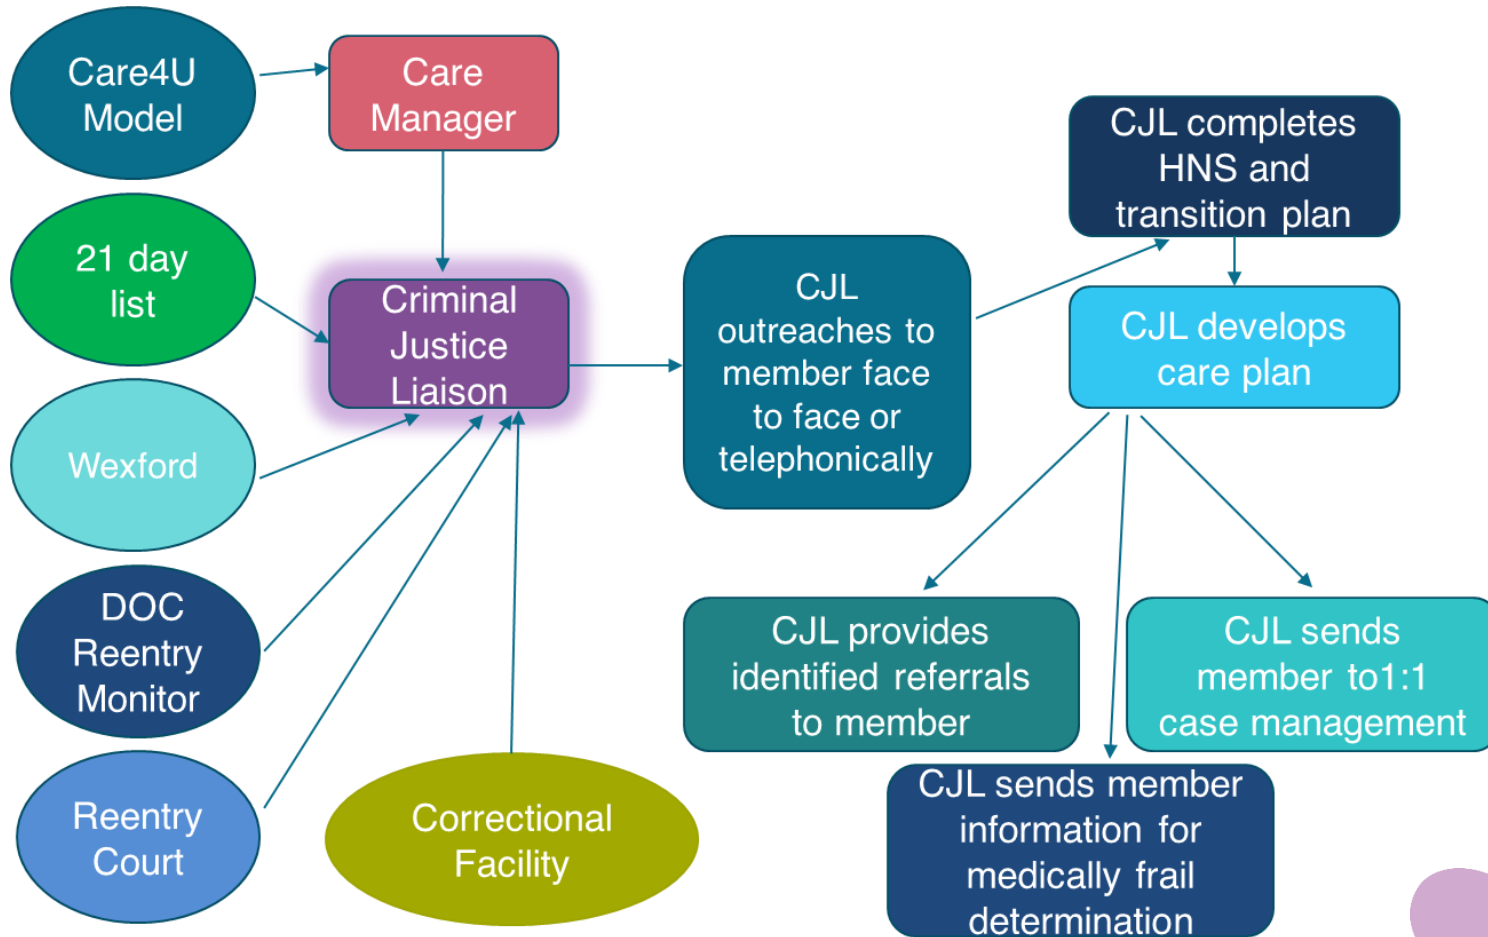 Care4U
Model
Care
Manager
21 day
list
Criminal
Justice
Liaison
Wexford
DOC
Reentry
Monitor
Reentry
Court
Correctional
Facility
CJL
outreaches to
member face
to face or
telephonically
CJL completes
HNS and
transition plan
CJL develops
care plan
CJL provides
identified referrals
to member
CJL sends member
information for
medically frail
determination
CJL sends
member to1:1
case management